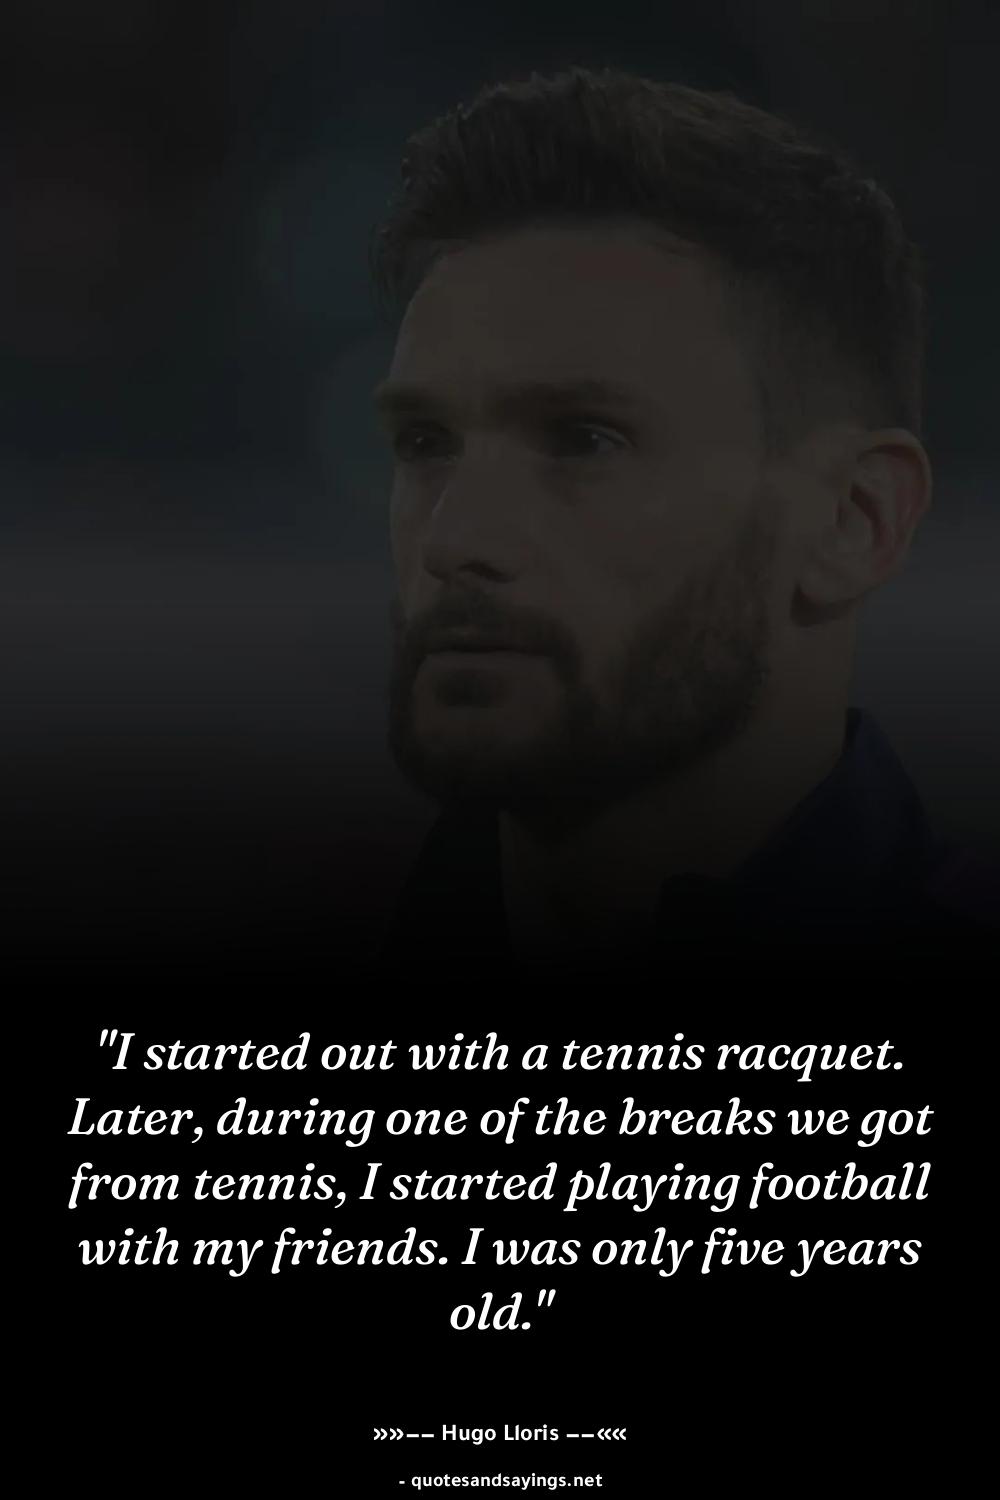 "I started out with a tennis racquet.
Later, during one of the breaks we got
from tennis, I started playing football
with my friends. I was only five years
old."
»»–– Hugo Lloris ––««
- quotesandsayings.net